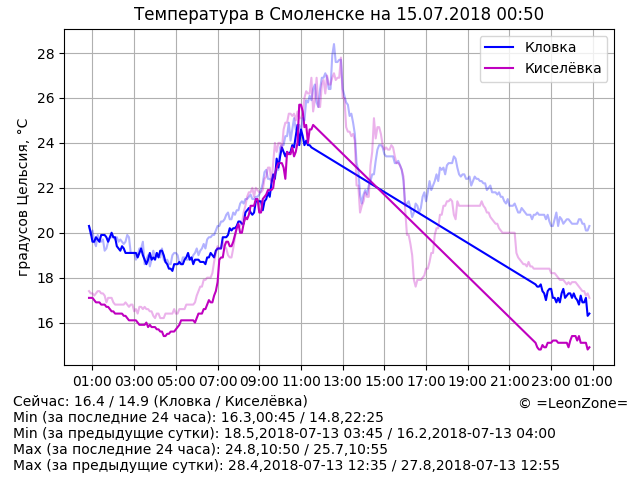 Температура в Смоленске на 15.07.2018 00:50
Кловка
Киселёвка
градусов Цельсия, °C
28
26
24
22
20
18
16
01:00 03:00 05:00 07:00 09:00 11:00 13:00 15:00 17:00 19:00 21:00 23:00 01:00
Сейчас: 16.4 / 14.9 (Кловка / Киселёвка)
© =LeonZone=
Min (за последние 24 часа): 16.3,00:45 / 14.8,22:25
Min (за предыдущие сутки): 18.5,2018-07-13 03:45 / 16.2,2018-07-13 04:00
Max (за последние 24 часа): 24.8,10:50 / 25.7,10:55
Max (за предыдущие сутки): 28.4,2018-07-13 12:35 / 27.8,2018-07-13 12:55